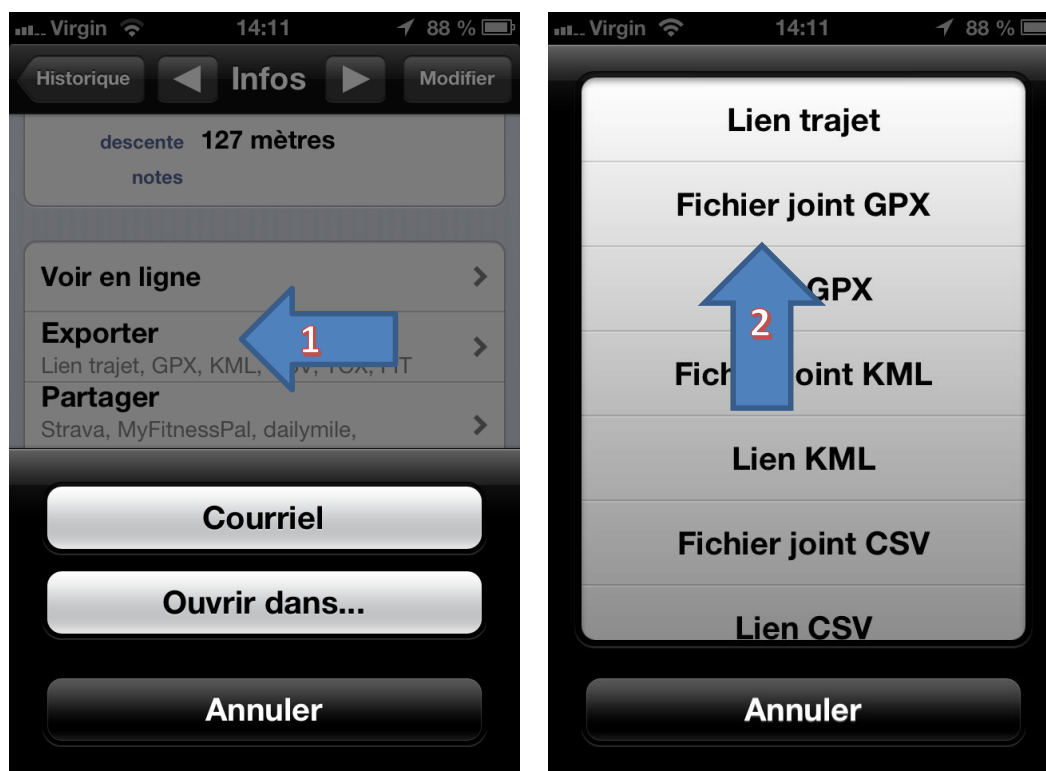 Virgin 14:11 88 %
Historique Infos Modifier
descente 127 mètres
notes
Voir en ligne
Exporter
1
Lien trajet, GPX, KML,
Partager
Strava, MyFitnessPal, dailymile,
Courriel
Ouvrir dans...
Annuler
Virgin 14:11 88 %
Lien trajet
Fichier joint GPX
GPX
2
KML
Lien KML
Fichier joint CSV
Lien CSV
Annuler